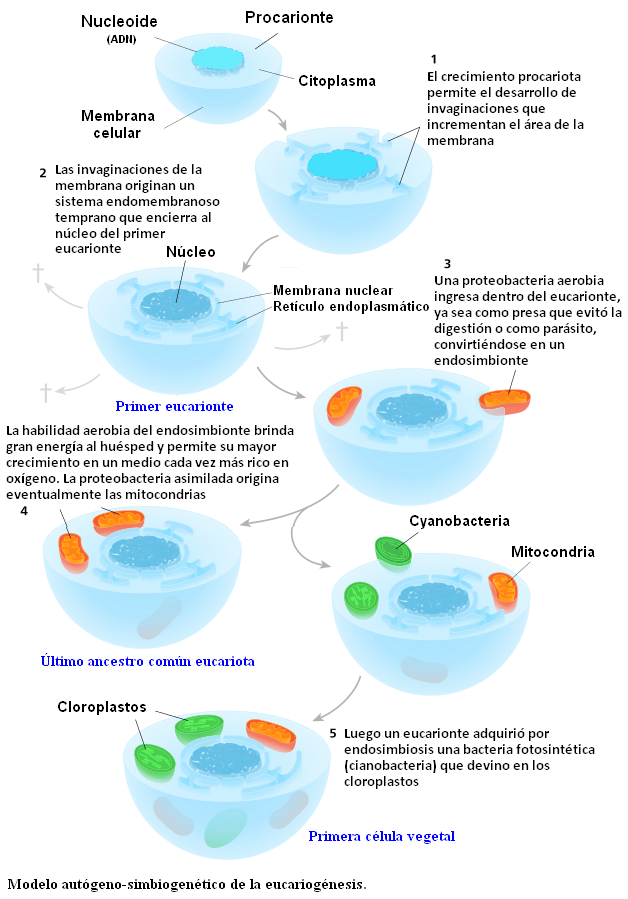 Nucleoide
(ADN)
Procarionte
Citoplasma
Membrana
celular
1
El crecimiento procariota
permite el desarrollo de
invaginaciones que
incrementan el área de la
membrana
2 Las invaginaciones de la
membrana originan un
sistema endomembranoso
temprano que encierra al
núcleo del primer
eucarionte
Núcleo
Membrana nuclear
Retículo endoplasmático
Primer eucarionte
3
Una proteobacteria aerobia
ingresa dentro del eucarionte,
ya sea como presa que evitó la
digestión o como parásito,
convirtiéndose en un
endosimbionte
La habilidad aerobia del endosimbionte brinda
gran energía al huésped y permite su mayor
crecimiento en un medio cada vez más rico en
oxígeno. La proteobacteria asimilada origina
eventualmente las mitocondrias
4
Último ancestro común eucariota
Cyanobacteria
Mitocondria
Cloroplastos
5 Luego un eucarionte adquirió por
endosimbiosis una bacteria fotosintética
(cianobacteria) que devino en los
cloroplastos
Primera célula vegetal
Modelo autógeno-simbiogenético de la eucariogénesis.